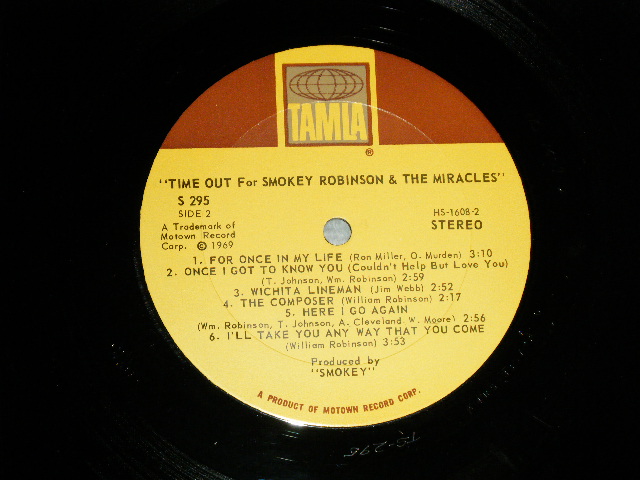 TAMLA
®
"TIME OUT For SMOKEY ROBINSON & THE MIRACLES"
S 295
SIDE 2
HS-1608-2
STEREO
A Trademark of
Motown Record
Corp. © 1969
1. FOR ONCE IN MY LIFE (Ron Miller, O. Murden) 3:10
2. ONCE I GOT TO KNOW YOU (Couldn't Help But Love You)
(T. Johnson, Wm. Robinson) 2:59
3. WICHITA LINEMAN (Jim Webb) 2:52
4. THE COMPOSER (William Robinson) 2:17
5. HERE I GO AGAIN
(Wm. Robinson, T. Johnson, A. Cleveland, W. Moore) 2:56
6. I'LL TAKE YOU ANY WAY THAT YOU COME
(William Robinson) 3:53
Produced by
"SMOKEY"
A PRODUCT OF MOTOWN RECORD CORP.